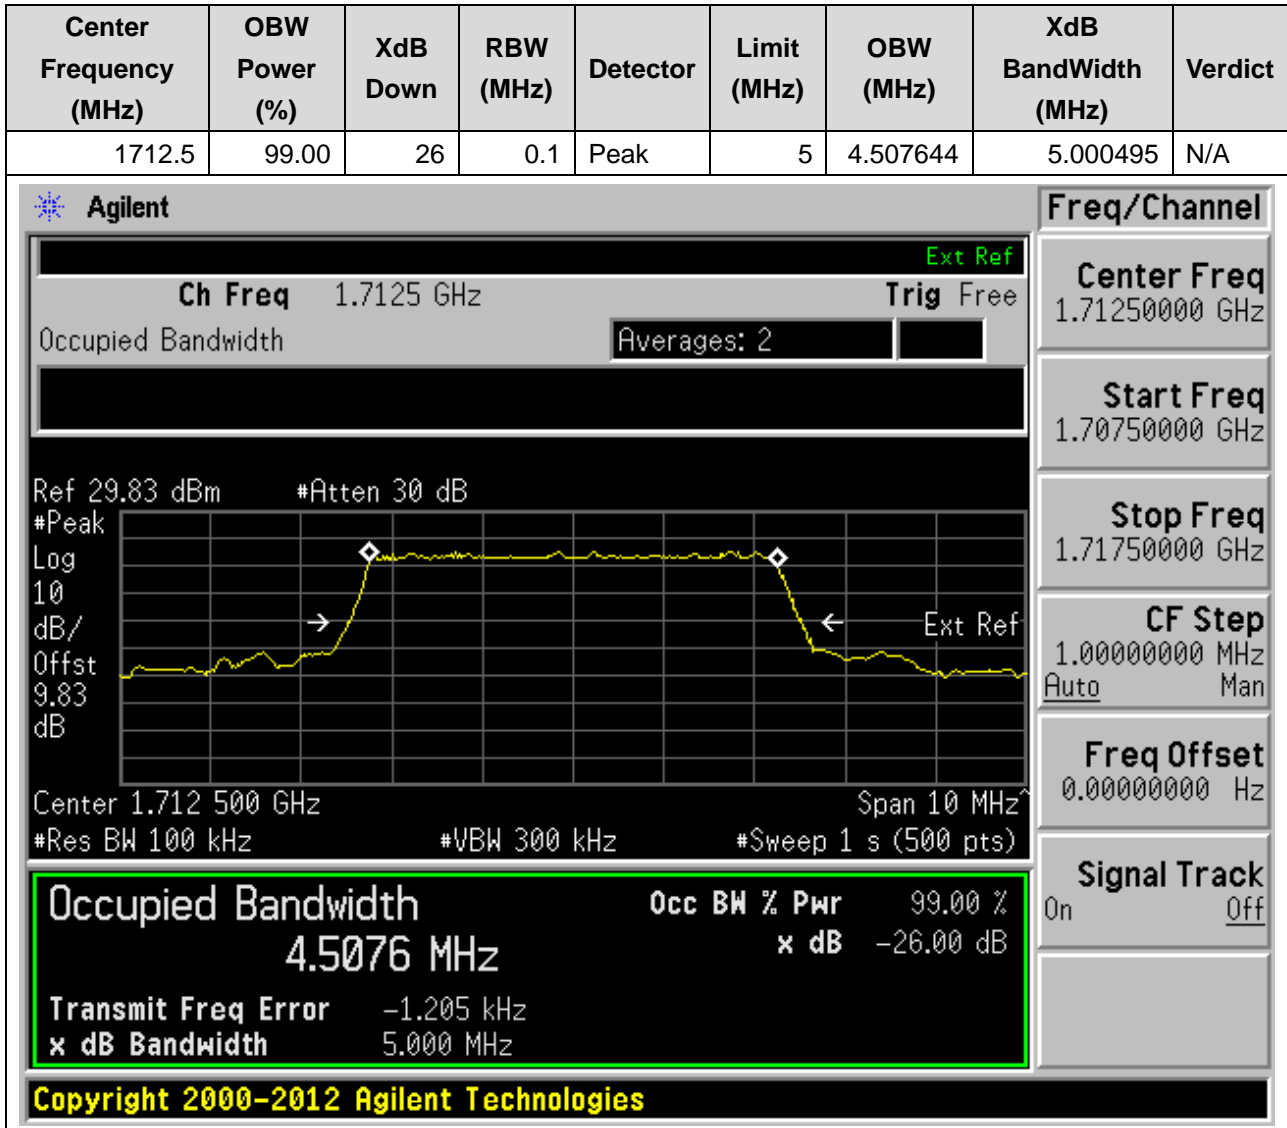 Center Frequency (MHz) OBW Power (%) XdB Down RBW (MHz) Detector Limit (MHz) OBW (MHz) XdB BandWidth (MHz) Verdict
1712.5 99.00 26 0.1 Peak 5 4.507644 5.000495 N/A
Agilent
Freq/Channel
Ext Ref
Ch Freq 1.7125 GHz Trig Free
Occupied Bandwidth Averages: 2
Ref 29.83 dBm #Atten 30 dB
#Peak
Log
10
dB/
Offst
9.83
dB
Ext Ref
Center 1.712 500 GHz Span 10 MHz^
#Res BW 100 kHz #VBW 300 kHz #Sweep 1 s (500 pts)
Occupied Bandwidth Occ BW % Pwr 99.00 %
4.5076 MHz x dB -26.00 dB
Transmit Freq Error -1.205 kHz
x dB Bandwidth 5.000 MHz
Center Freq
1.71250000 GHz
Start Freq
1.70750000 GHz
Stop Freq
1.71750000 GHz
CF Step
1.00000000 MHz
Auto Man
Freq Offset
0.00000000 Hz
Signal Track
On Off
Copyright 2000-2012 Agilent Technologies